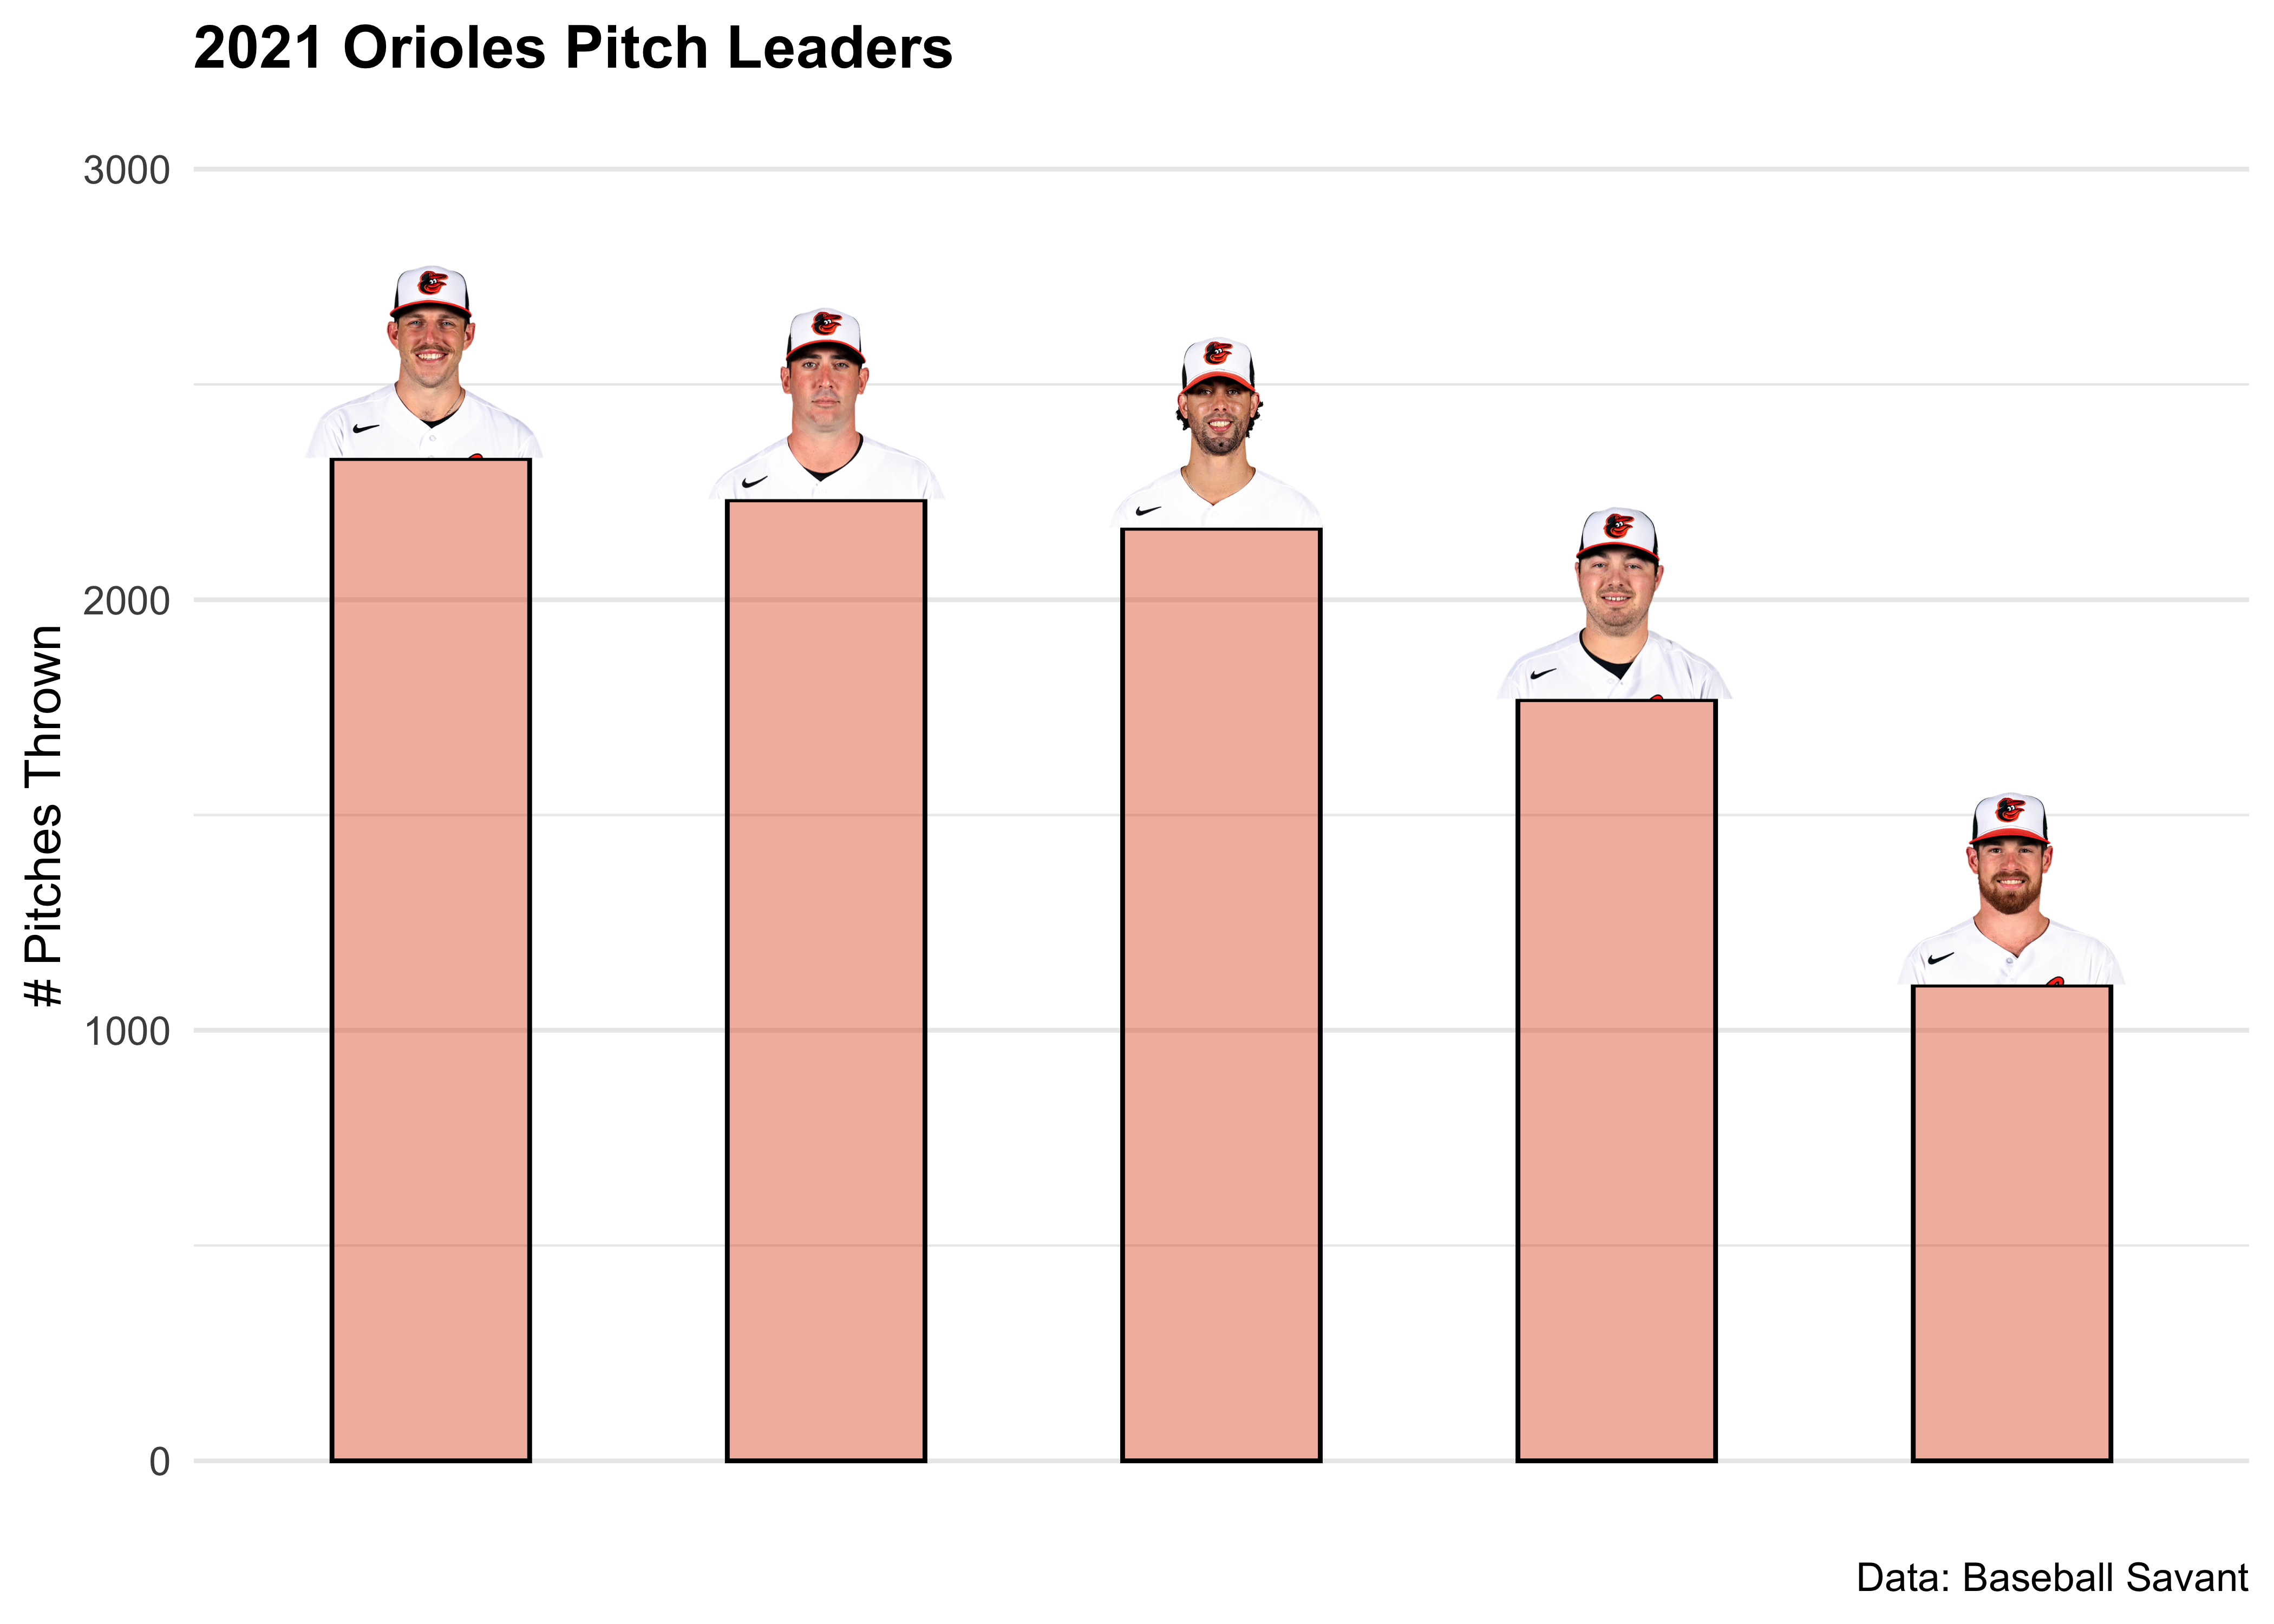 2021 Orioles Pitch Leaders
3000
2000
1000
0
# Pitches Thrown
Data: Baseball Savant